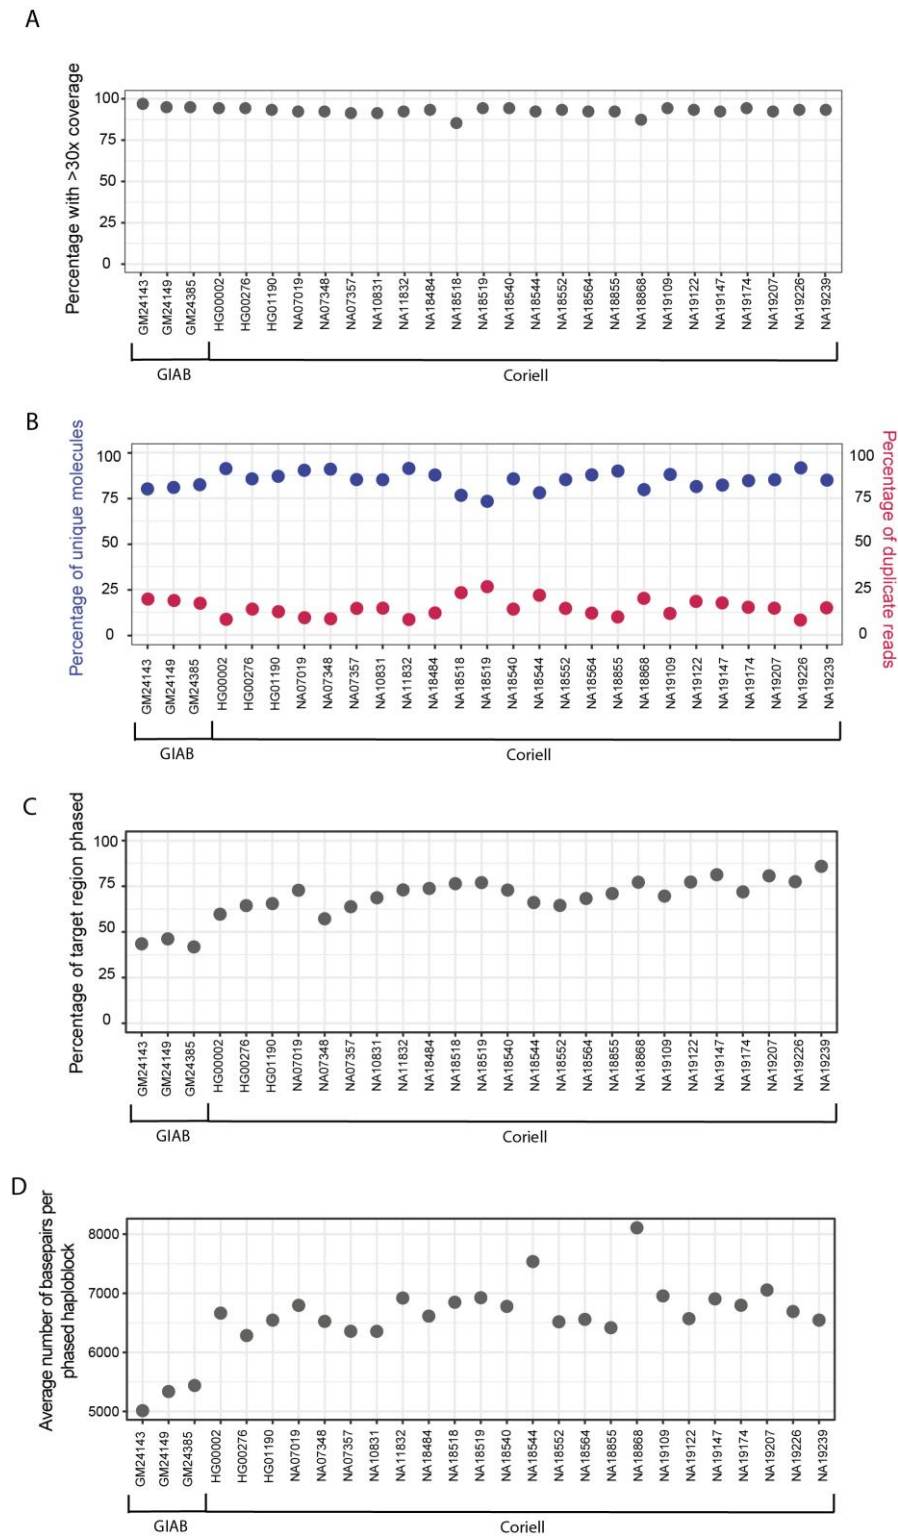 A
Percentage with >30x coverage
100
75
50
25
0
GM24143
GM24149
GM24385
HG00002
HG00276
HG01190
NA07019
NA07348
NA07357
NA10831
NA11832
NA18484
NA18518
NA18519
NA18540
NA18544
NA18552
NA18564
NA18855
NA18868
NA19109
NA19122
NA19147
NA19174
NA19207
NA19226
NA19239
GIAB
Coriell
B
Percentage of unique molecules
100
75
50
25
0
100
75
50
25
0
Percentage of duplicate reads
GM24143
GM24149
GM24385
HG00002
HG00276
HG01190
NA07019
NA07348
NA07357
NA10831
NA11832
NA18484
NA18518
NA18519
NA18540
NA18544
NA18552
NA18564
NA18855
NA18868
NA19109
NA19122
NA19147
NA19174
NA19207
NA19226
NA19239
GIAB
Coriell
C
Percentage of target region phased
100
75
50
25
0
GM24143
GM24149
GM24385
HG00002
HG00276
HG01190
NA07019
NA07348
NA07357
NA10831
NA11832
NA18484
NA18518
NA18519
NA18540
NA18544
NA18552
NA18564
NA18855
NA18868
NA19109
NA19122
NA19147
NA19174
NA19207
NA19226
NA19239
GIAB
Coriell
D
Average number of basepairs per
phased haploblock
8000
7000
6000
5000
GM24143
GM24149
GM24385
HG00002
HG00276
HG01190
NA07019
NA07348
NA07357
NA10831
NA11832
NA18484
NA18518
NA18519
NA18540
NA18544
NA18552
NA18564
NA18855
NA18868
NA19109
NA19122
NA19147
NA19174
NA19207
NA19226
NA19239
GIAB
Coriell